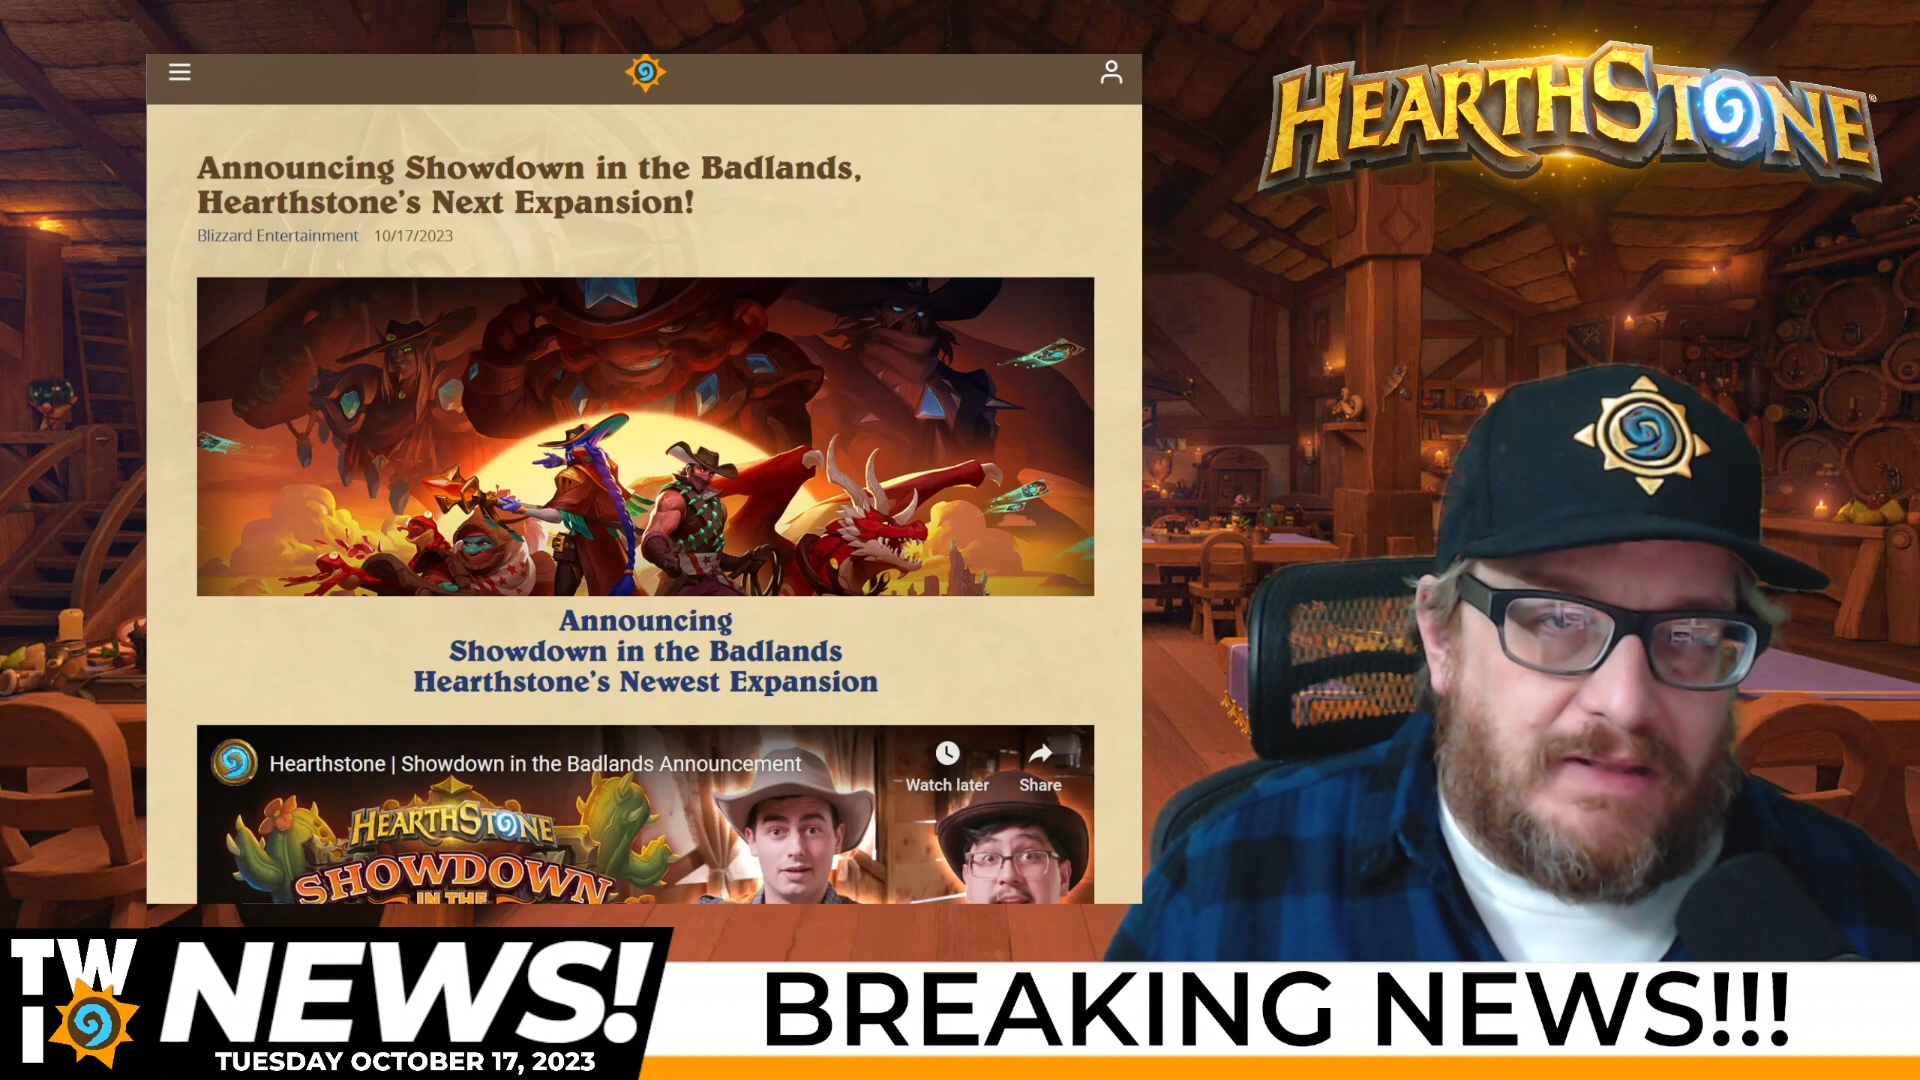 Announcing Showdown in the Badlands,
Hearthstone's Next Expansion!
Blizzard Entertainment 10/17/2023
Announcing
Showdown in the Badlands
Hearthstone's Newest Expansion
Hearthstone | Showdown in the Badlands Announcement
Watch later
Share
HEARTHSTONE
SHOWDOWN
IN THE
HEARTHSTONE
TW
I
NEWS!
TUESDAY OCTOBER 17, 2023
BREAKING NEWS!!!